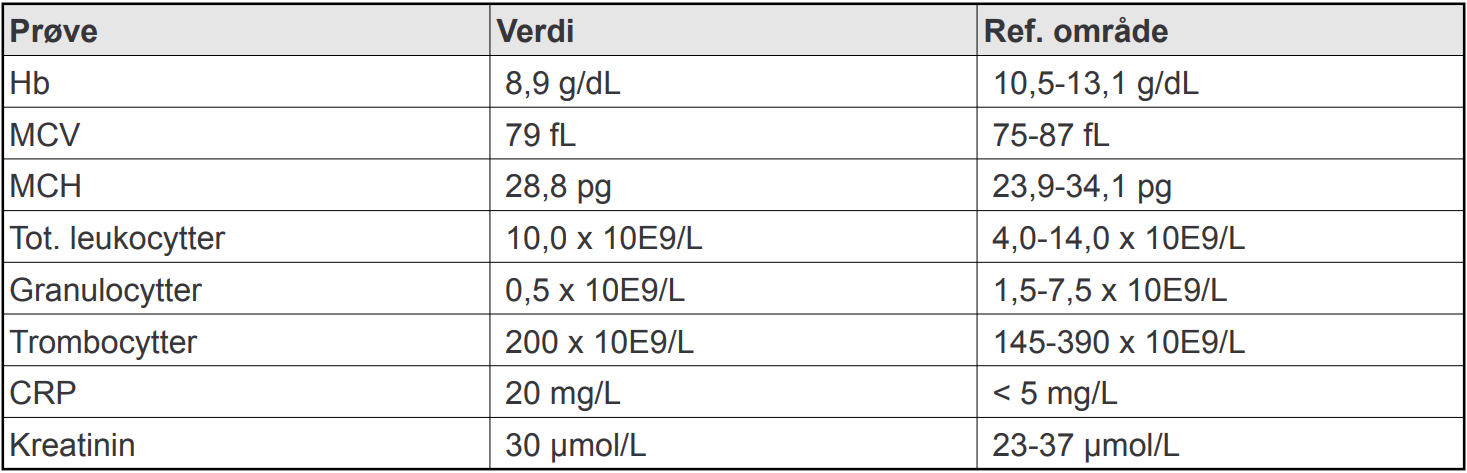 Prøve Verdi Ref. område
Hb 8,9 g/dL 10,5-13,1 g/dL
MCV 79 fL 75-87 fL
MCH 28,8 pg 23,9-34,1 pg
Tot. leukocytter 10,0 x 10E9/L 4,0-14,0 x 10E9/L
Granulocytter 0,5 x 10E9/L 1,5-7,5 x 10E9/L
Trombocytter 200 x 10E9/L 145-390 x 10E9/L
CRP 20 mg/L < 5 mg/L
Kreatinin 30 μmol/L 23-37 μmol/L